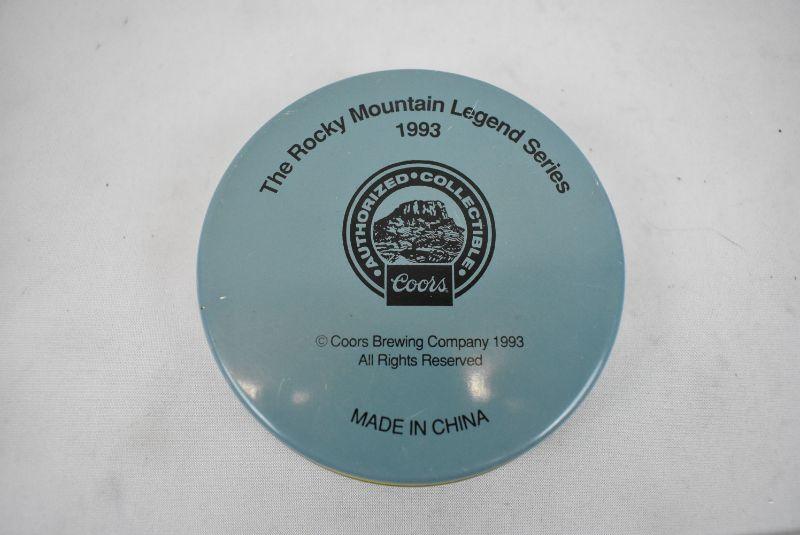 The Rocky Mountain Legend Series
1993
AUTHORIZED • COLLECTIBLE
Coors
© Coors Brewing Company 1993
All Rights Reserved
MADE IN CHINA